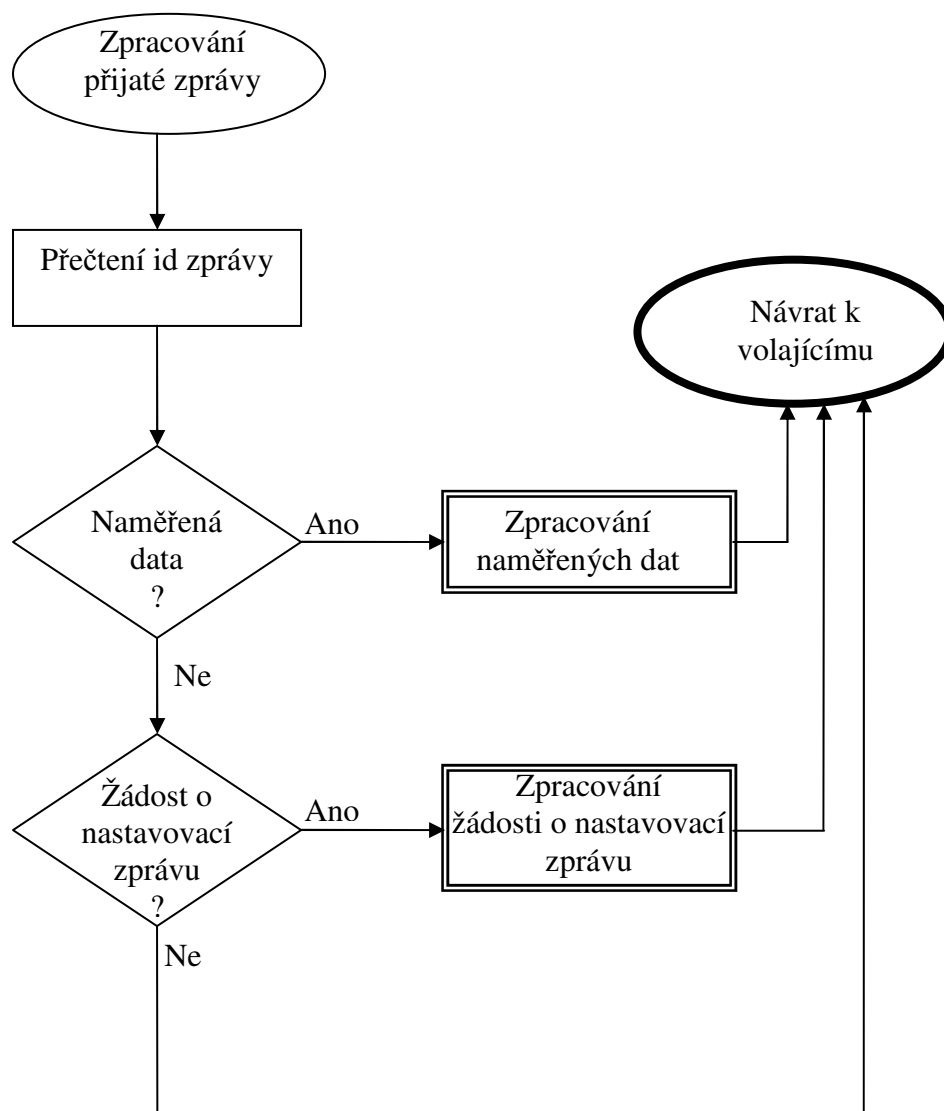 Zpracování
přijaté zprávy
Přečtení id zprávy
Návrat k
volajícímu
Naměřená
data
?
Ano
Zpracování
naměřených dat
Ne
Žádost o
nastavovací
zprávu
?
Ano
Zpracování
žádosti o nastavovací
zprávu
Ne